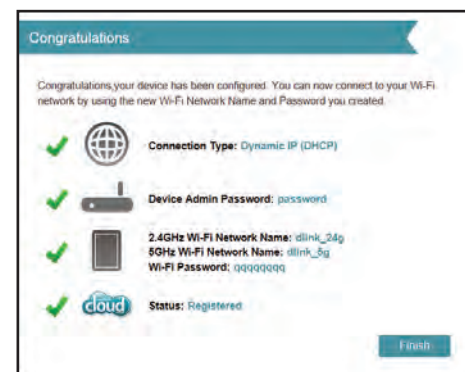 Congratulations
Congratulations,your device has been configured. You can now connect to your Wi-Fi
network by using the new Wi-Fi Network Name and Password you created.
Connection Type: Dynamic IP (DHCP)
Device Admin Password: password
2.4GHz Wi-Fi Network Name: dlink_24g
5GHz Wi-Fi Network Name: dlink_5g
Wi-Fi Password: qqqqqqqq
cloud Status: Registered
Finish